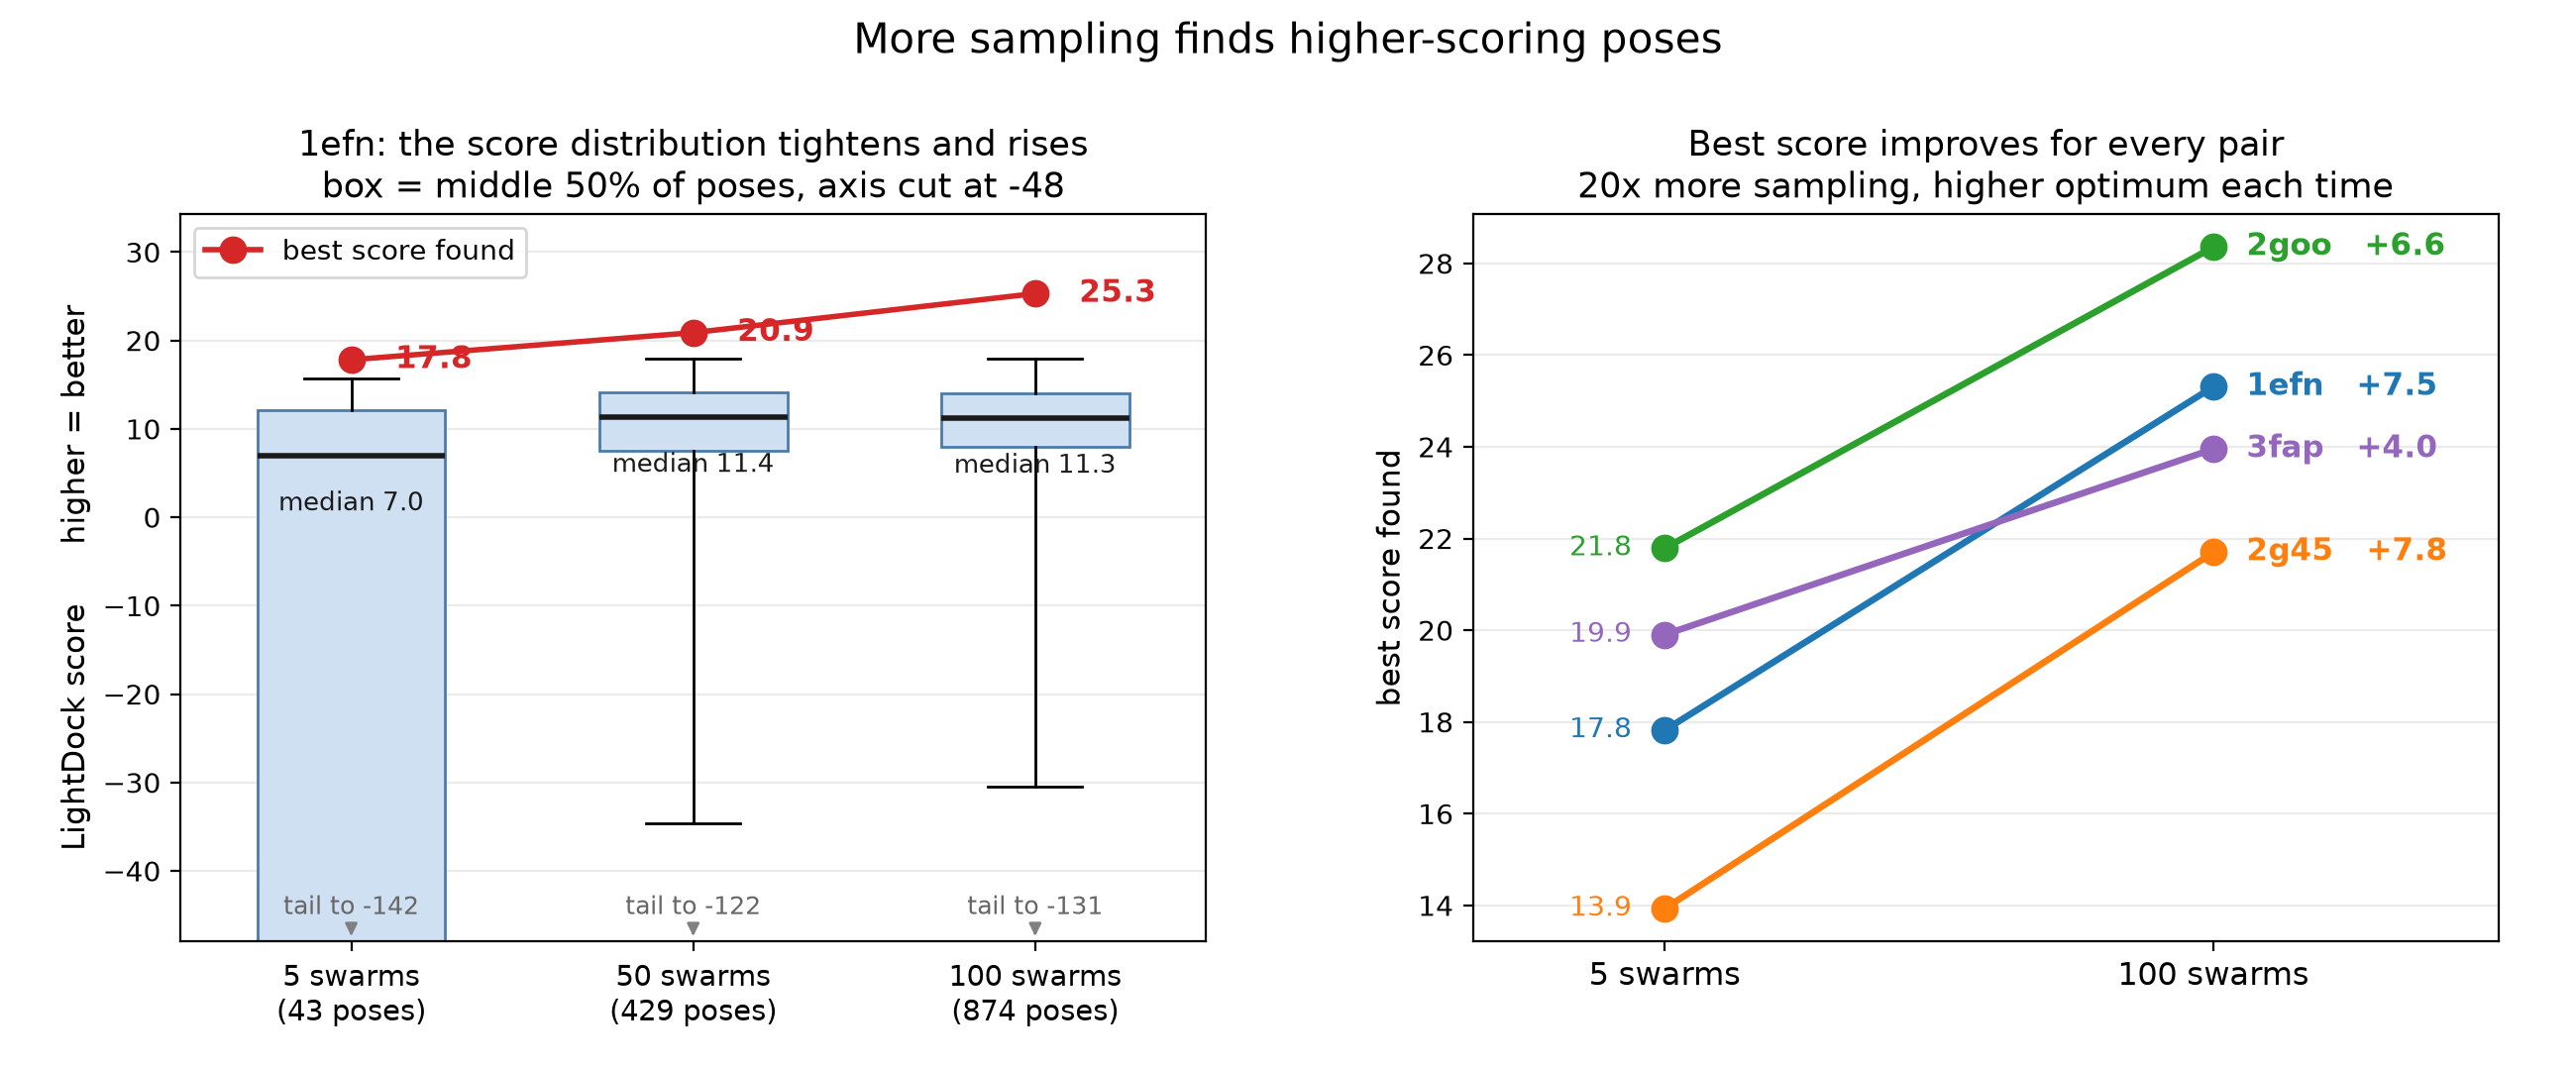 More sampling finds higher-scoring poses
1efn: the score distribution tightens and rises
box = middle 50% of poses, axis cut at -48
LightDock score higher = better
30
20
10
0
−10
−20
−30
−40
best score found
17.8
20.9
25.3
median 7.0
median 11.4
median 11.3
tail to -142
tail to -122
tail to -131
5 swarms
(43 poses)
50 swarms
(429 poses)
100 swarms
(874 poses)
Best score improves for every pair
20x more sampling, higher optimum each time
best score found
28
26
24
22
20
18
16
14
21.8
19.9
17.8
13.9
2goo +6.6
1efn +7.5
3fap +4.0
2g45 +7.8
5 swarms
100 swarms